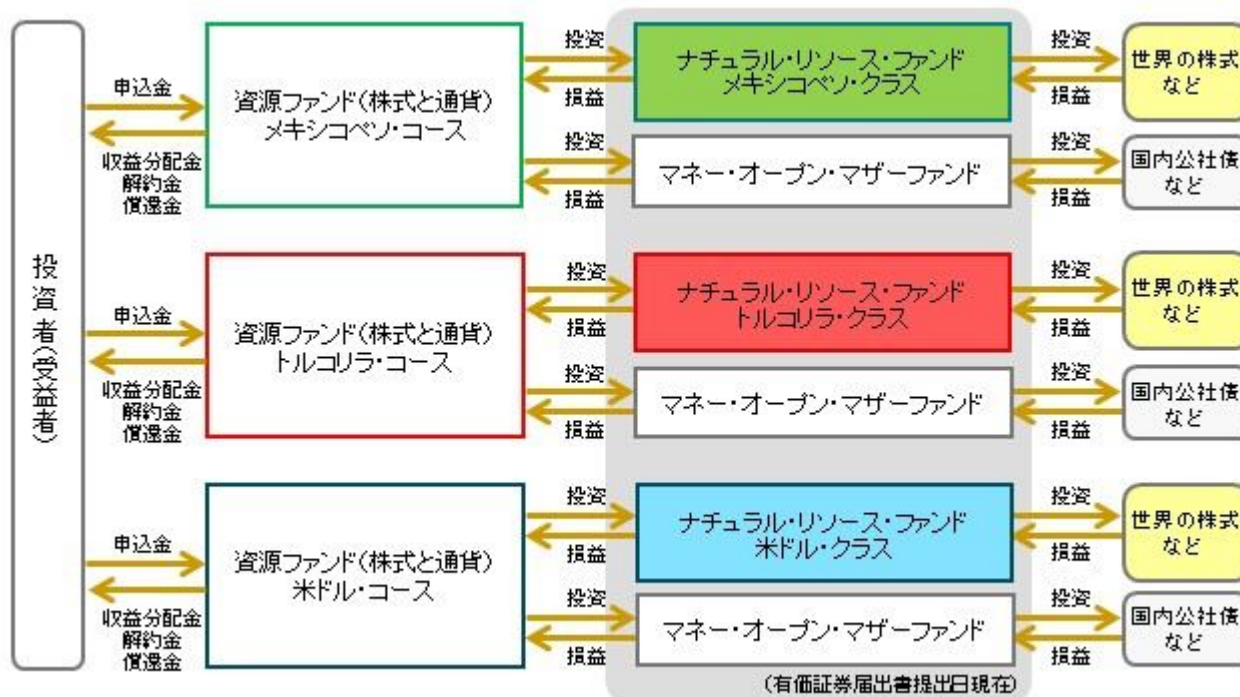 投資者(受益者)
申込金
収益分配金
解約金
償還金
資源ファンド(株式と通貨)
メキシコペソ・コース
投資
損益
投資
損益
ナチュラル・リソース・ファンド
メキシコペソ・クラス
マネー・オープン・マザーファンド
投資
損益
投資
損益
世界の株式
など
国内公社債
など
申込金
収益分配金
解約金
償還金
資源ファンド(株式と通貨)
トルコリラ・コース
投資
損益
投資
損益
ナチュラル・リソース・ファンド
トルコリラ・クラス
マネー・オープン・マザーファンド
投資
損益
投資
損益
世界の株式
など
国内公社債
など
申込金
収益分配金
解約金
償還金
資源ファンド(株式と通貨)
米ドル・コース
投資
損益
投資
損益
ナチュラル・リソース・ファンド
米ドル・クラス
マネー・オープン・マザーファンド
投資
損益
投資
損益
世界の株式
など
国内公社債
など
(有価証券届出書提出日現在)